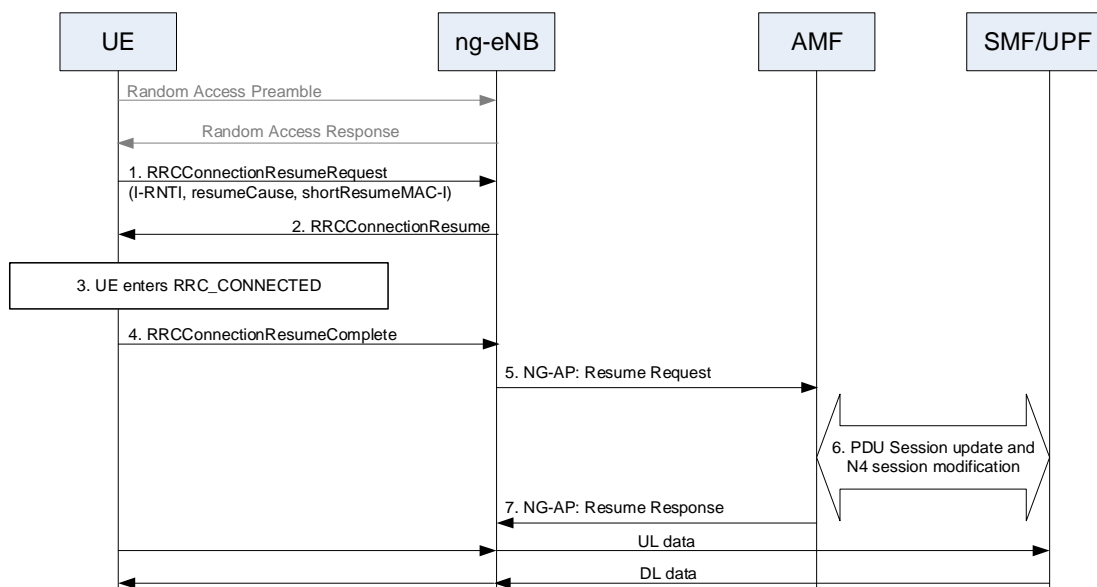 UE
ng-eNB
AMF
SMF/UPF
Random Access Preamble
Random Access Response
1. RRCConnectionResumeRequest
(I-RNTI, resumeCause, shortResumeMAC-I)
2. RRCConnectionResume
3. UE enters RRC_CONNECTED
4. RRCConnectionResumeComplete
5. NG-AP: Resume Request
6. PDU Session update and
N4 session modification
7. NG-AP: Resume Response
UL data
DL data